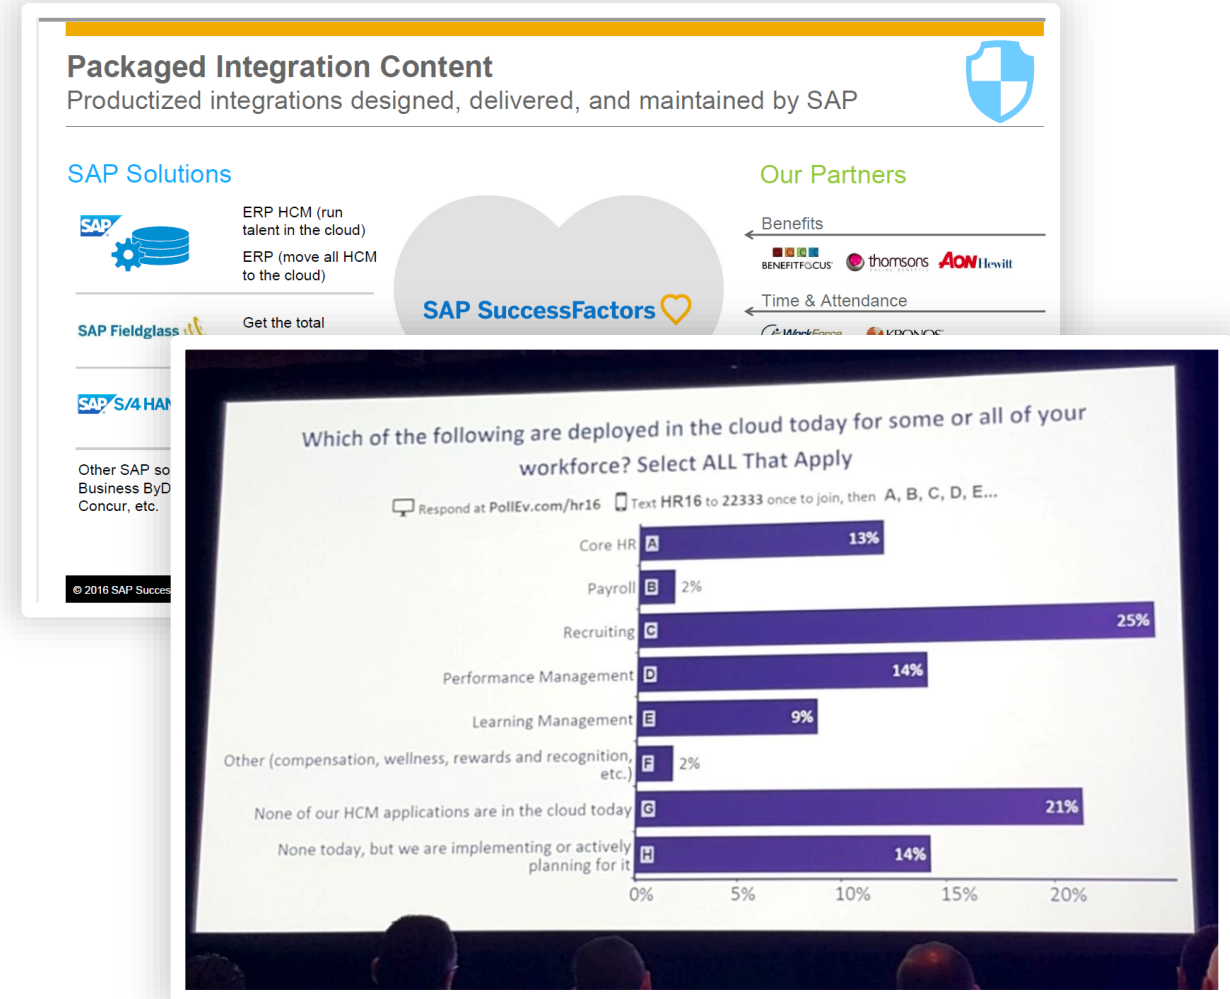 Packaged Integration Content
Productized integrations designed, delivered, and maintained by SAP
SAP Solutions
SAP
ERP HCM (run
talent in the cloud)
ERP (move all HCM
to the cloud)
SAP Fieldglass
Get the total
SAP S/4 HAN
Other SAP so
Business ByD
Concur, etc.
© 2016 SAP Succes
SAP SuccessFactors
Our Partners
Benefits
BENEFITFOCUS
thomsons
ONLINE BENEFITS
AON Hewitt
Time & Attendance
WorkForce
KRONOS
Which of the following are deployed in the cloud today for some or all of your
workforce? Select ALL That Apply
Respond at PollEv.com/hr16 Text HR16 to 22333 once to join, then A, B, C, D, E...
Core HR A 13%
Payroll B 2%
Recruiting C 25%
Performance Management D 14%
Learning Management E 9%
Other (compensation, wellness, rewards and recognition,
etc.) F 2%
None of our HCM applications are in the cloud today G 21%
None today, but we are implementing or actively
planning for it H 14%
0% 5% 10% 15% 20%